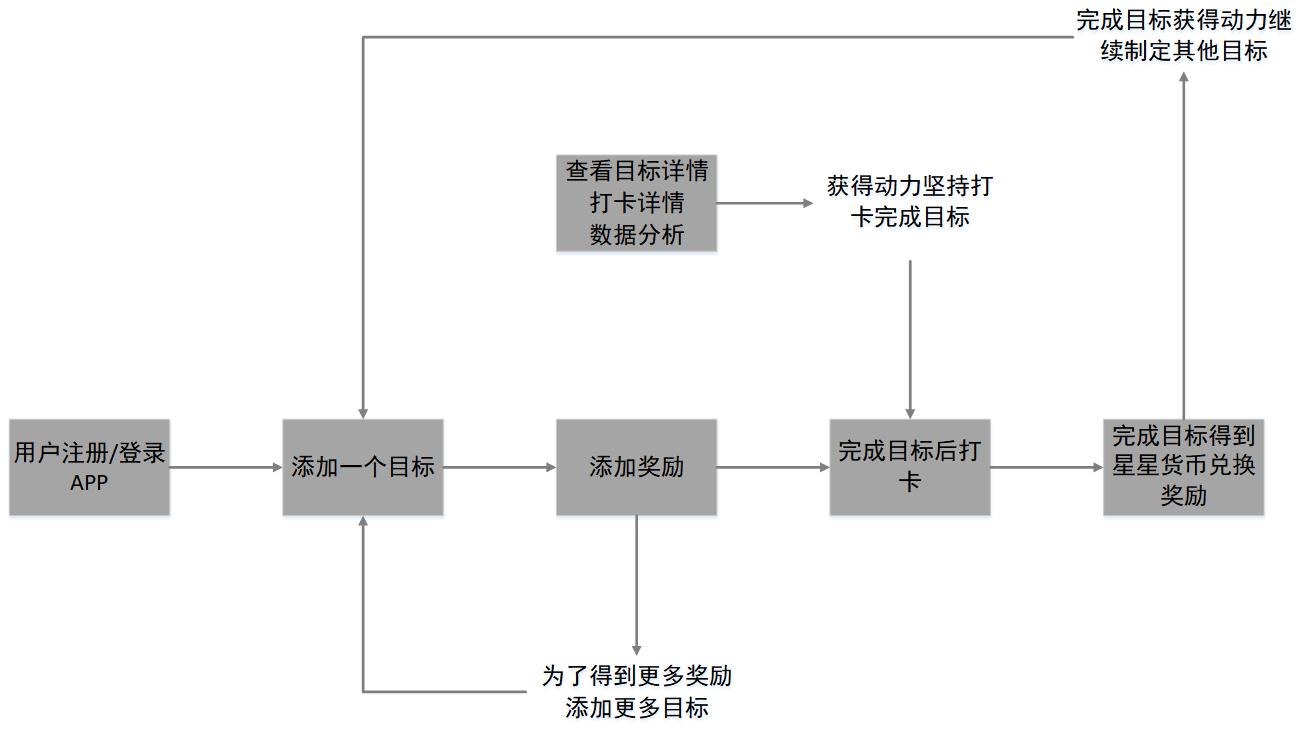 完成目标获得动力继
续制定其他目标
查看目标详情
打卡详情
数据分析
获得动力坚持打
卡完成目标
用户注册/登录
APP
添加一个目标
添加奖励
完成目标后打
卡
完成目标得到
星星货币兑换
奖励
为了得到更多奖励
添加更多目标